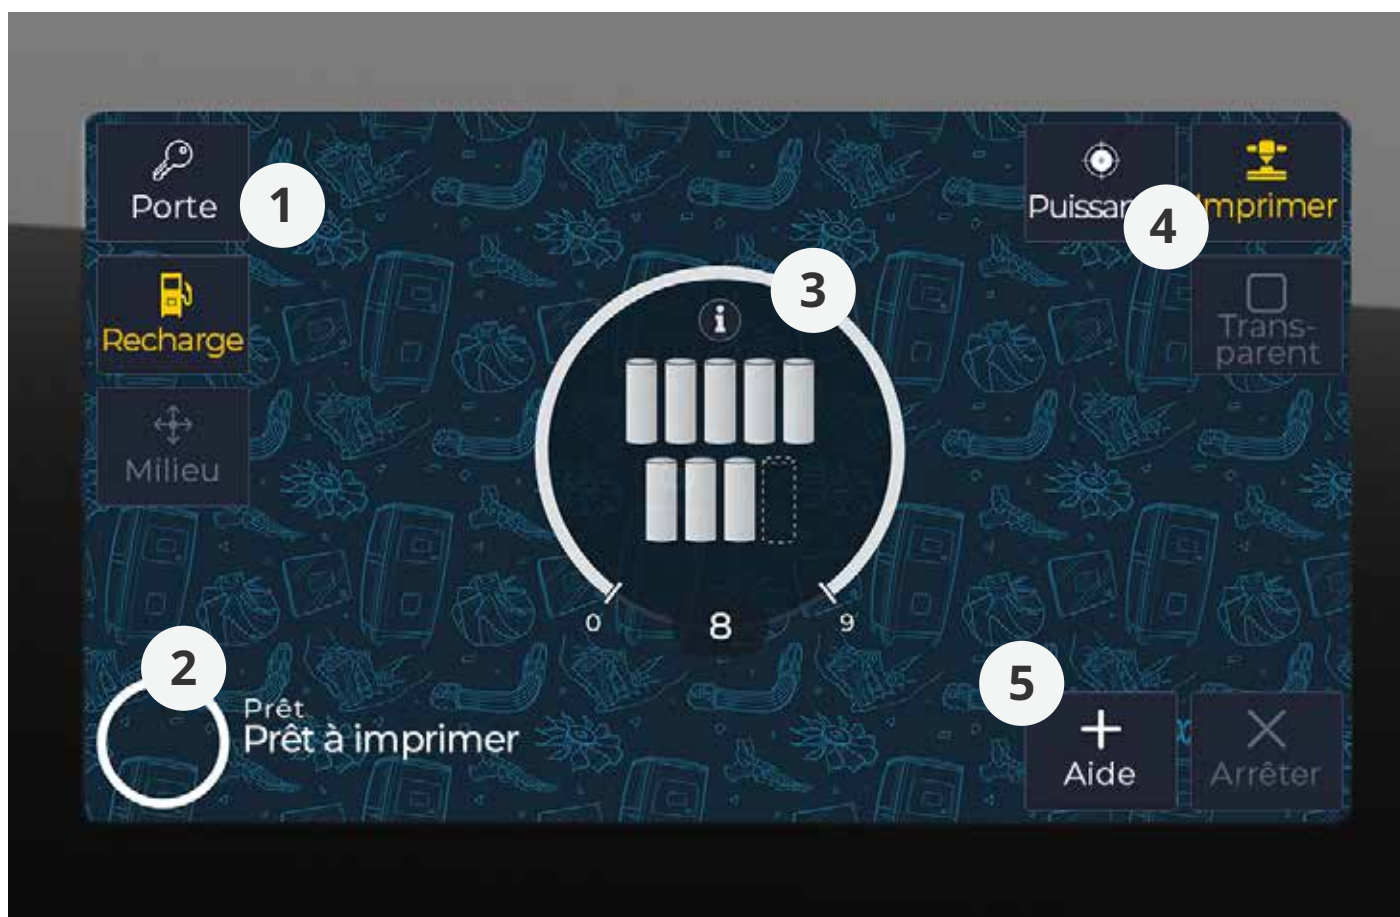 Porte
1
Recharge
Milieu
2
Prêt
Prêt à imprimer
3
i
0
8
9
Puissan
4
Imprimer
Trans-
parent
5
Aide
Arrêter